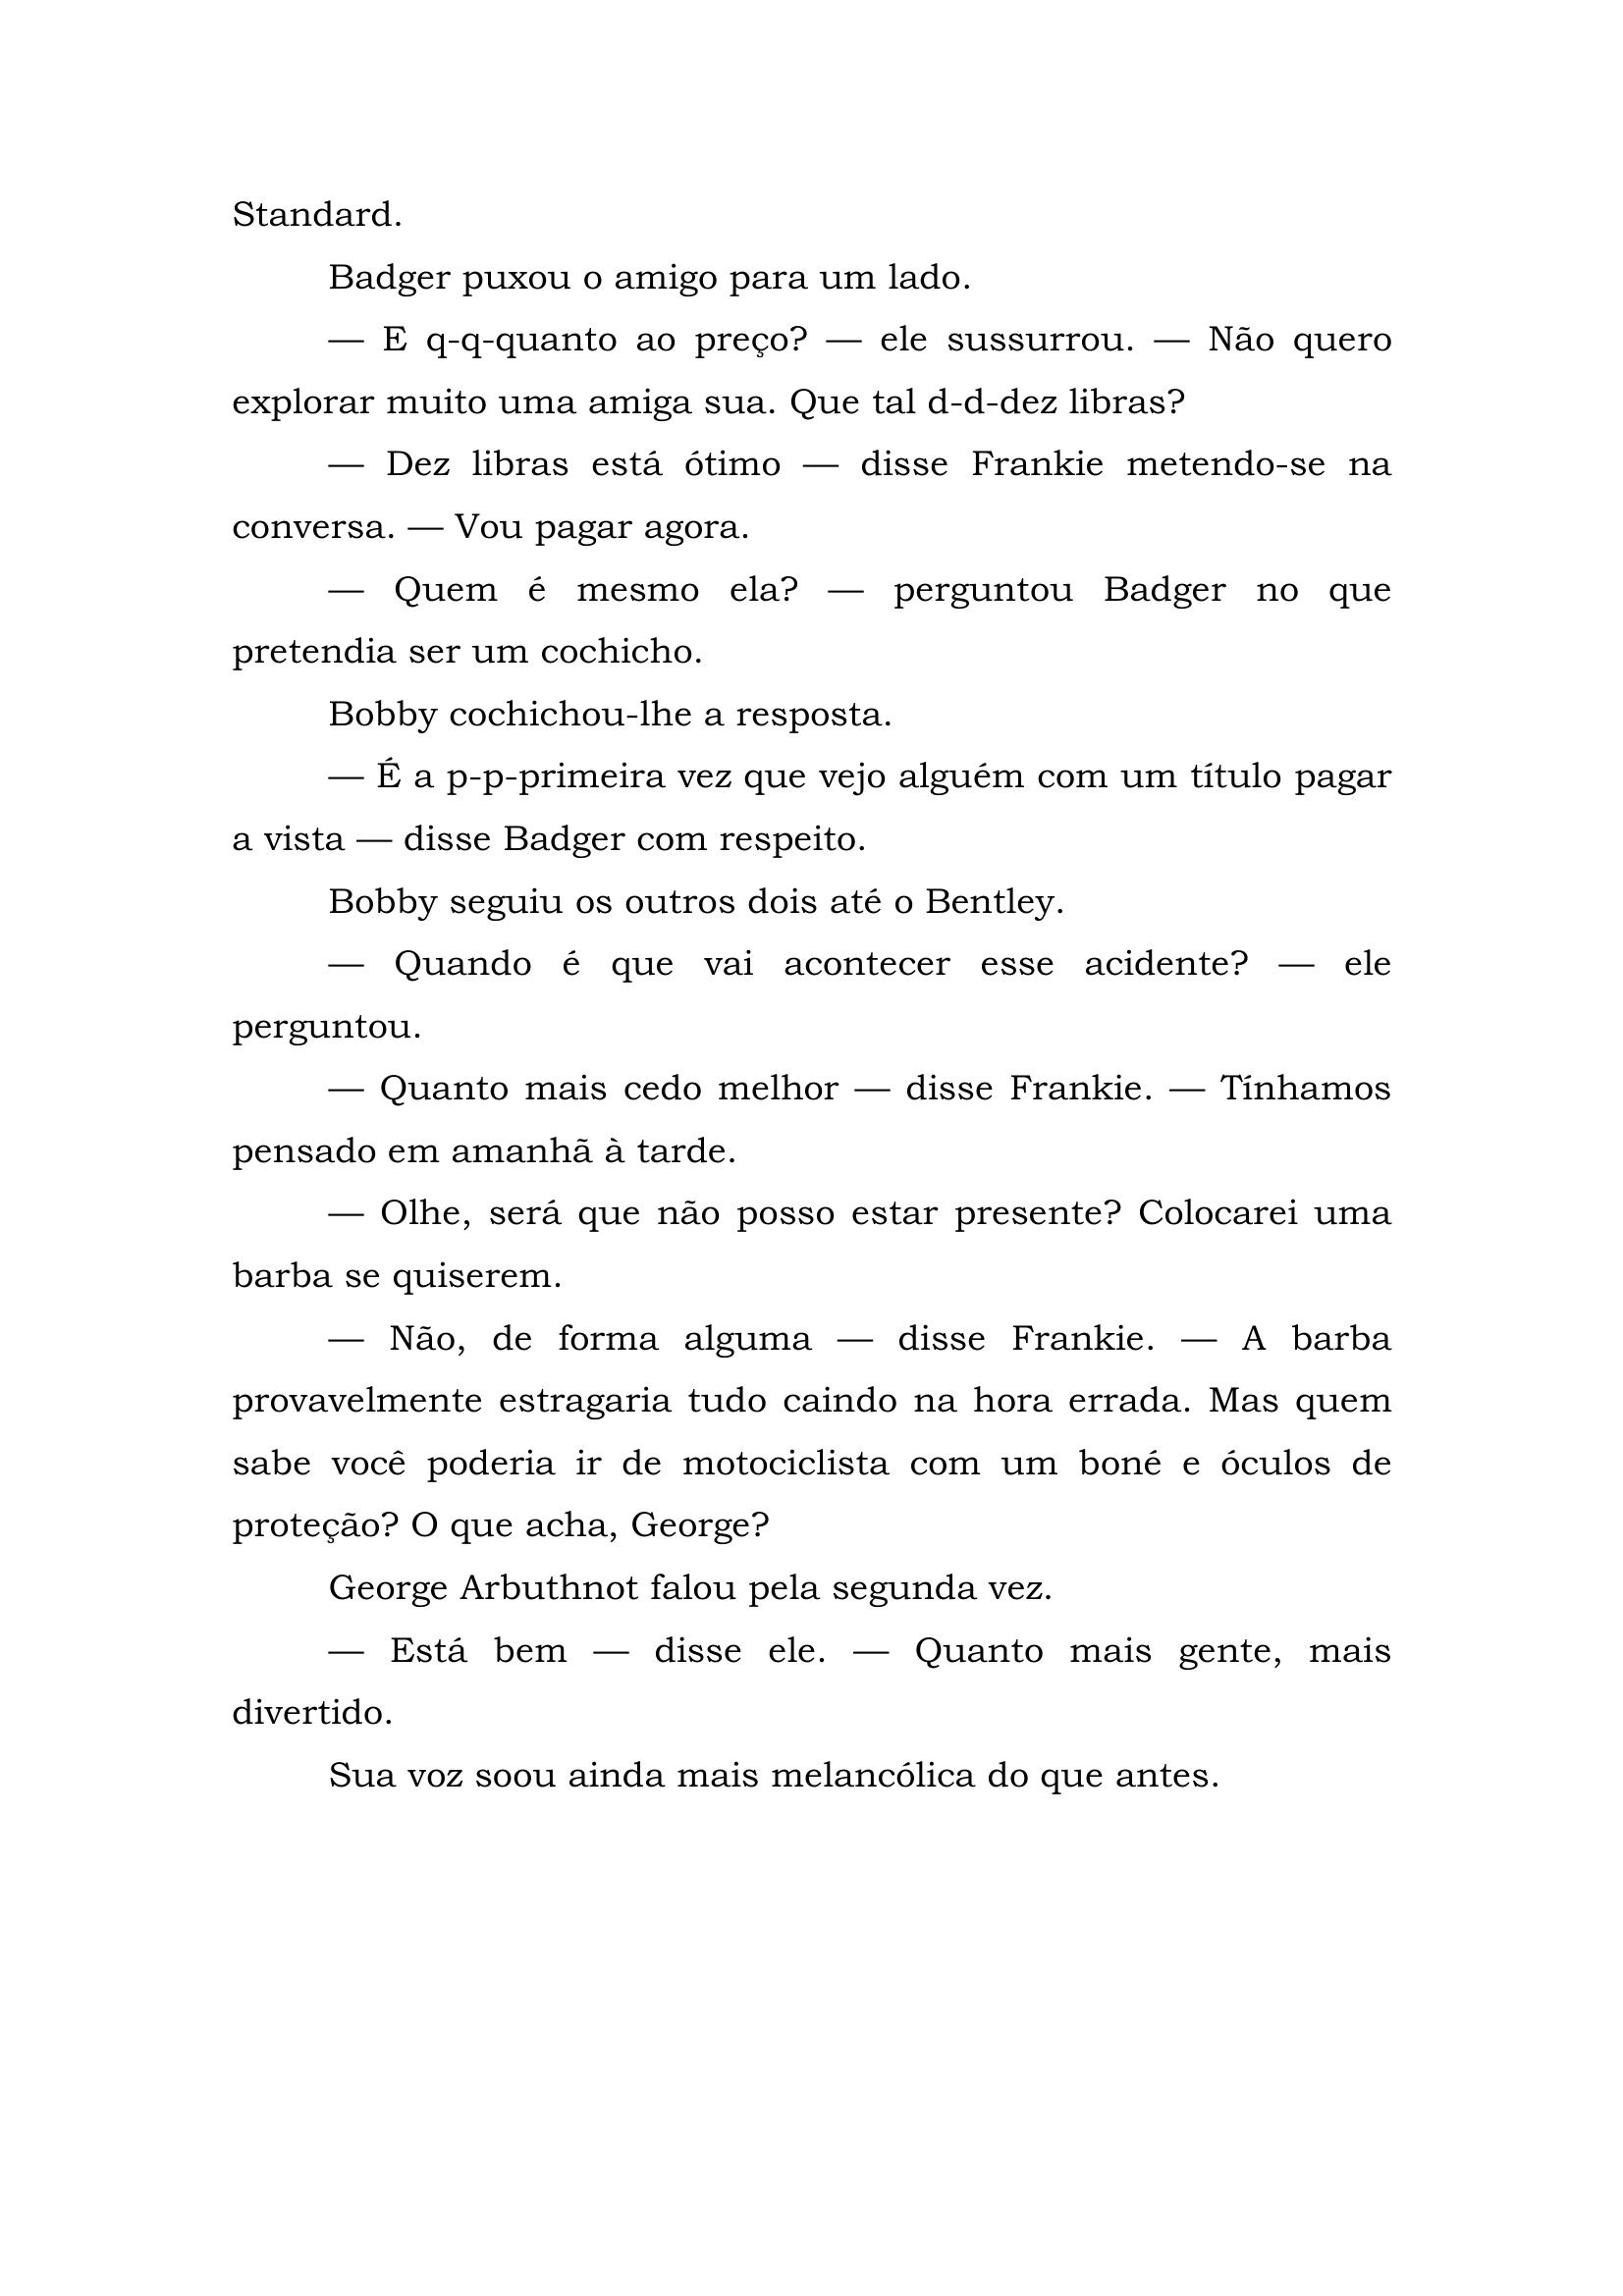 Standard.
Badger puxou o amigo para um lado.
— E q-q-quanto ao preço? — ele sussurrou. — Não quero
explorar muito uma amiga sua. Que tal d-d-dez libras?
— Dez libras está ótimo — disse Frankie metendo-se na
conversa. — Vou pagar agora.
— Quem é mesmo ela? — perguntou Badger no que
pretendia ser um cochicho.
Bobby cochichou-lhe a resposta.
— É a p-p-primeira vez que vejo alguém com um título pagar
a vista — disse Badger com respeito.
Bobby seguiu os outros dois até o Bentley.
— Quando é que vai acontecer esse acidente? — ele
perguntou.
— Quanto mais cedo melhor — disse Frankie. — Tínhamos
pensado em amanhã à tarde.
— Olhe, será que não posso estar presente? Colocarei uma
barba se quiserem.
— Não, de forma alguma — disse Frankie. — A barba
provavelmente estragaria tudo caindo na hora errada. Mas quem
sabe você poderia ir de motociclista com um boné e óculos de
proteção? O que acha, George?
George Arbuthnot falou pela segunda vez.
— Está bem — disse ele. — Quanto mais gente, mais
divertido.
Sua voz soou ainda mais melancólica do que antes.